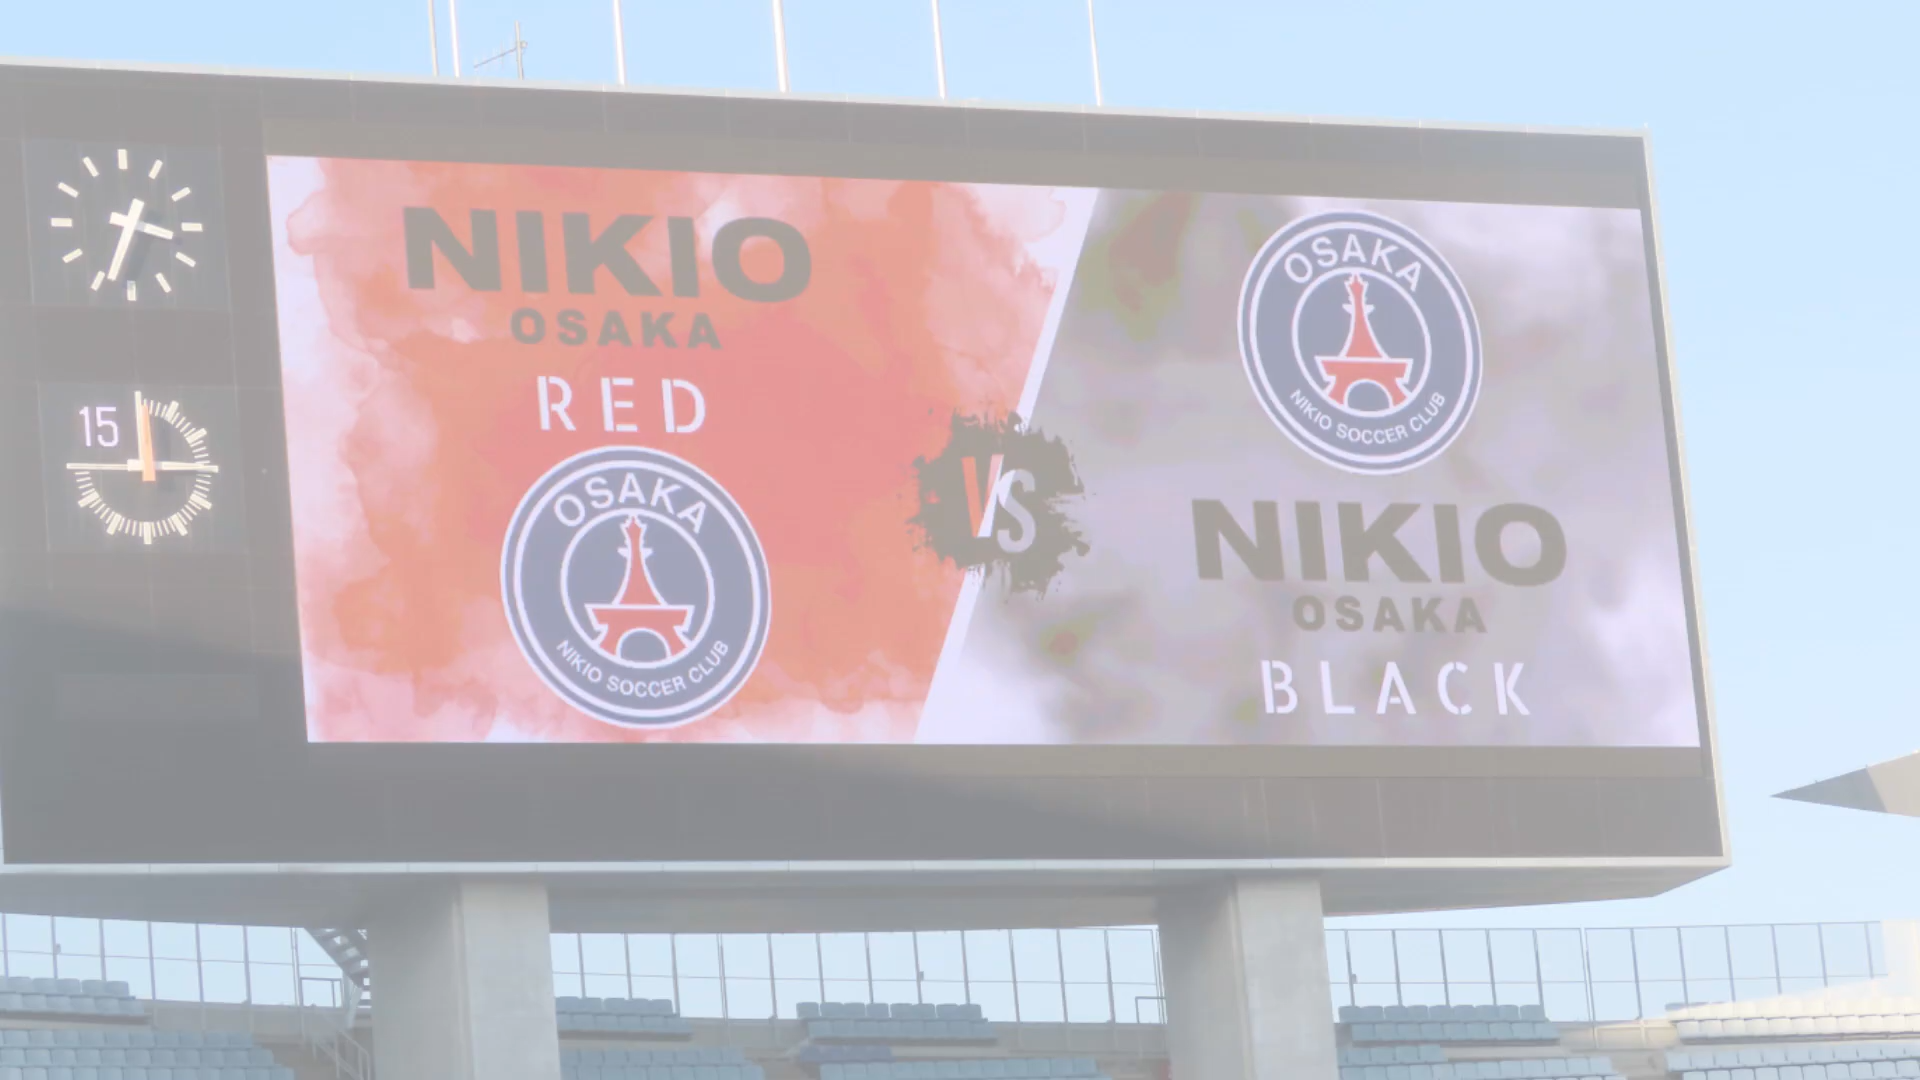 15
NIKIO
OSAKA
RED
OSAKA
NIKIO SOCCER CLUB
VS
OSAKA
NIKIO SOCCER CLUB
NIKIO
OSAKA
BLACK